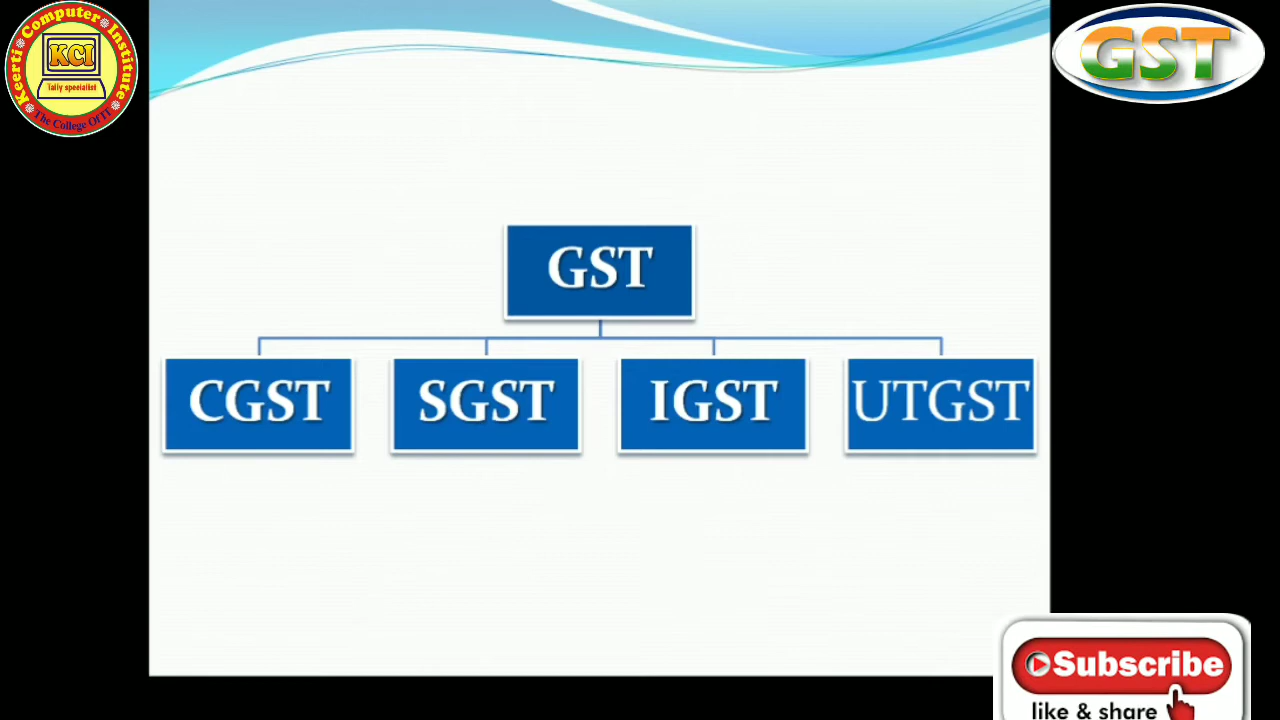 Keerti Computer Institute
KCI
Tally specialist
The College Of IT
GST
GST
CGST SGST IGST UTGST
Subscribe
like & share